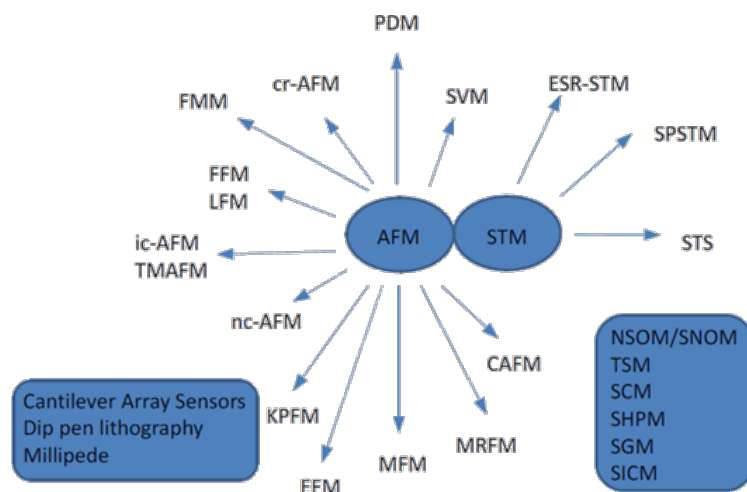 PDM
cr-AFM
ESR-STM
FMM
SVM
SPSTM
FFM
LFM
AFM
STM
STS
ic-AFM
TMAFM
nc-AFM
CAFM
KPFM
MRFM
MFM
NSOM/SNOM
TSM
SCM
SHPM
SGM
SICM
Cantilever Array Sensors
Dip pen lithography
Millipede